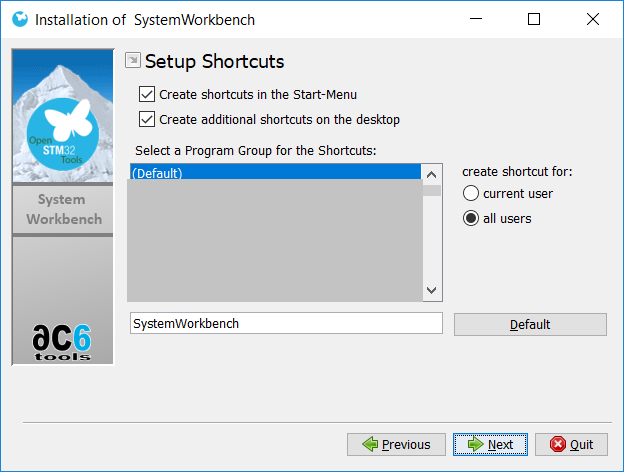 Installation of SystemWorkbench
Setup Shortcuts
Create shortcuts in the Start-Menu
Create additional shortcuts on the desktop
Select a Program Group for the Shortcuts:
(Default)
create shortcut for:
current user
all users
SystemWorkbench
Default
Open
STM32
Tools
System
Workbench
ac6
tools
Previous
Next
Quit